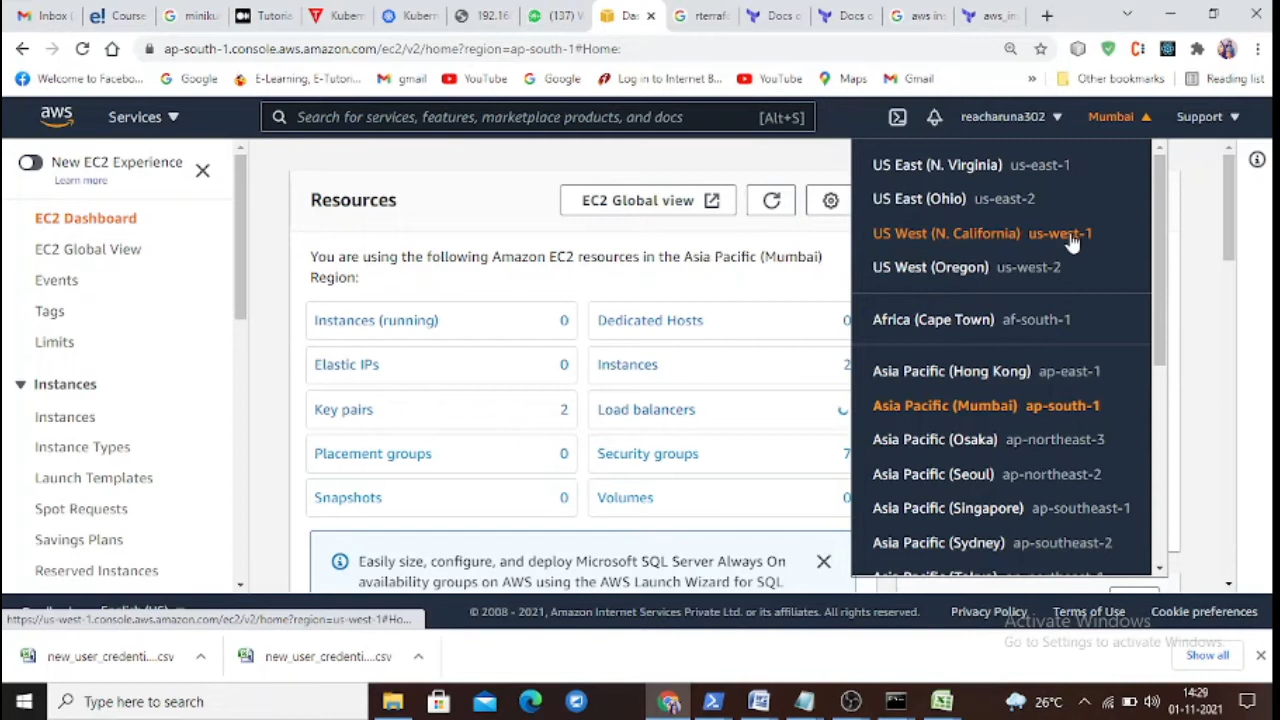 Inbox (
Course
miniku
Tutoria
Kubern
Kubern
192.16
(137) V
Da
rterraf
Docs o
Docs o
aws ins
aws_in
ap-south-1.console.aws.amazon.com/ec2/v2/home?region=ap-south-1#Home:
Welcome to Facebo...
Google
E-Learning, E-Tutori...
gmail
YouTube
Google
Log in to Internet B...
YouTube
Maps
Gmail
»
Other bookmarks
Reading list
aws
Services
Search for services, features, marketplace products, and docs
[Alt+S]
reacharuna302
Mumbai
Support
New EC2 Experience
Learn more
EC2 Dashboard
EC2 Global View
Events
Tags
Limits
Instances
Instances
Instance Types
Launch Templates
Spot Requests
Savings Plans
Reserved Instances
Resources
EC2 Global view
You are using the following Amazon EC2 resources in the Asia Pacific (Mumbai)
Region:
Instances (running) 0
Dedicated Hosts 0
Elastic IPs 0
Instances 2
Key pairs 2
Load balancers
Placement groups 0
Security groups 7
Snapshots 0
Volumes 0
Easily size, configure, and deploy Microsoft SQL Server Always On
availability groups on AWS using the AWS Launch Wizard for SQL
US East (N. Virginia) us-east-1
US East (Ohio) us-east-2
US West (N. California) us-west-1
US West (Oregon) us-west-2
Africa (Cape Town) af-south-1
Asia Pacific (Hong Kong) ap-east-1
Asia Pacific (Mumbai) ap-south-1
Asia Pacific (Osaka) ap-northeast-3
Asia Pacific (Seoul) ap-northeast-2
Asia Pacific (Singapore) ap-southeast-1
Asia Pacific (Sydney) ap-southeast-2
© 2008 - 2021, Amazon Internet Services Private Ltd. or its affiliates. All rights reserved.
Privacy Policy
Terms of Use
Cookie preferences
https://us-west-1.console.aws.amazon.com/ec2/v2/home?region=us-west-1#Ho...
Activate Windows
Go to Settings to activate Windows.
new_user_credenti....csv
new_user_credenti....csv
Show all
Type here to search
26°C
14:29
01-11-2021